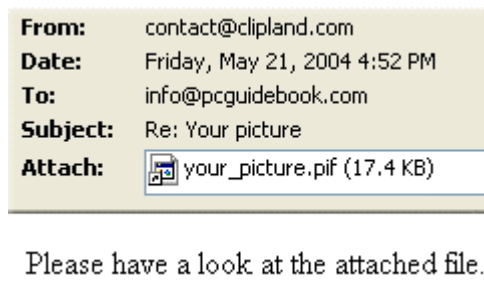 From: contact@clipland.com
Date: Friday, May 21, 2004 4:52 PM
To: info@pcguidebook.com
Subject: Re: Your picture
Attach: your_picture.pif (17.4 KB)
Please have a look at the attached file.